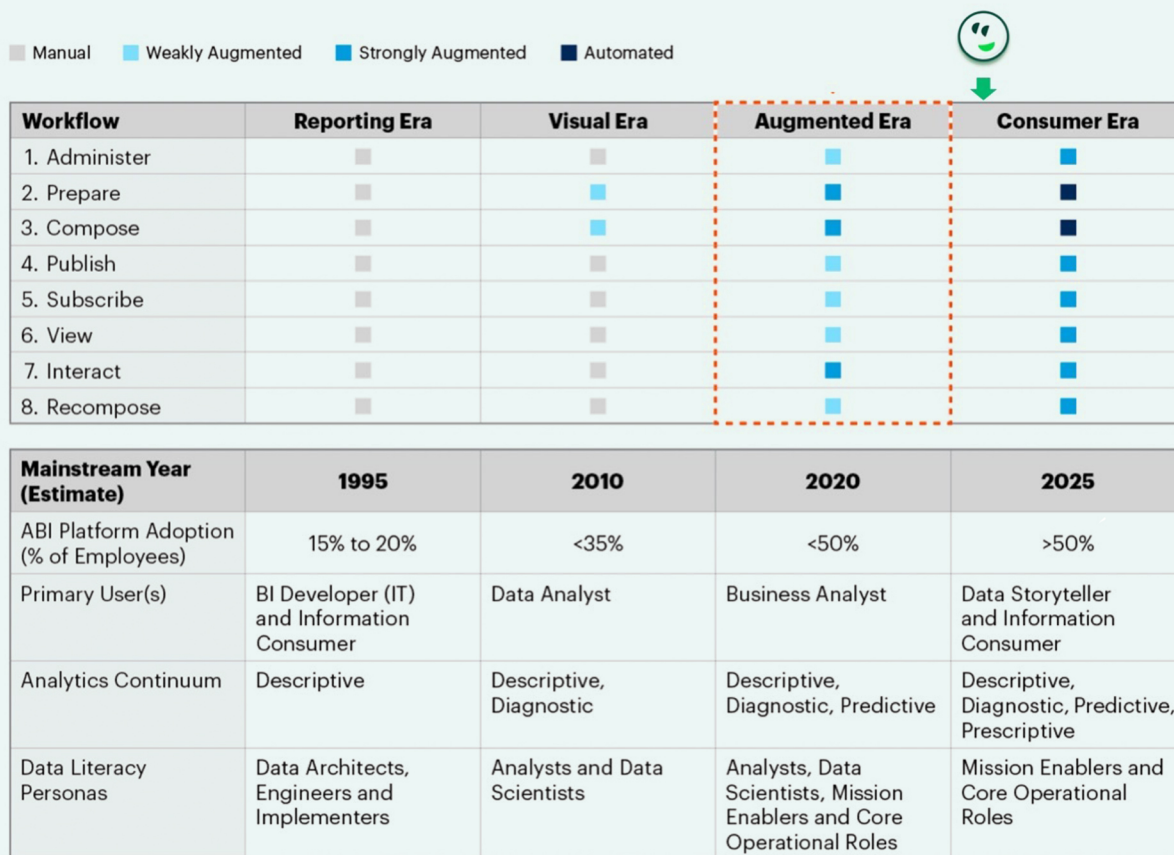 Manual Weakly Augmented Strongly Augmented Automated
Workflow Reporting Era Visual Era Augmented Era Consumer Era
1. Administer
2. Prepare
3. Compose
4. Publish
5. Subscribe
6. View
7. Interact
8. Recompose
Mainstream Year
(Estimate) 1995 2010 2020 2025
ABI Platform Adoption
(% of Employees) 15% to 20% <35% <50% >50%
Primary User(s) BI Developer (IT) Data Analyst Business Analyst Data Storyteller
and Information and Information
Consumer Consumer
Analytics Continuum Descriptive Descriptive, Descriptive, Descriptive,
Diagnostic Diagnostic, Predictive Diagnostic, Predictive,
Prescriptive
Data Literacy Data Architects, Analysts and Data Analysts, Data Mission Enablers and
Personas Engineers and Scientists Scientists, Mission Core Operational
Implementers Enablers and Core Roles
Operational Roles